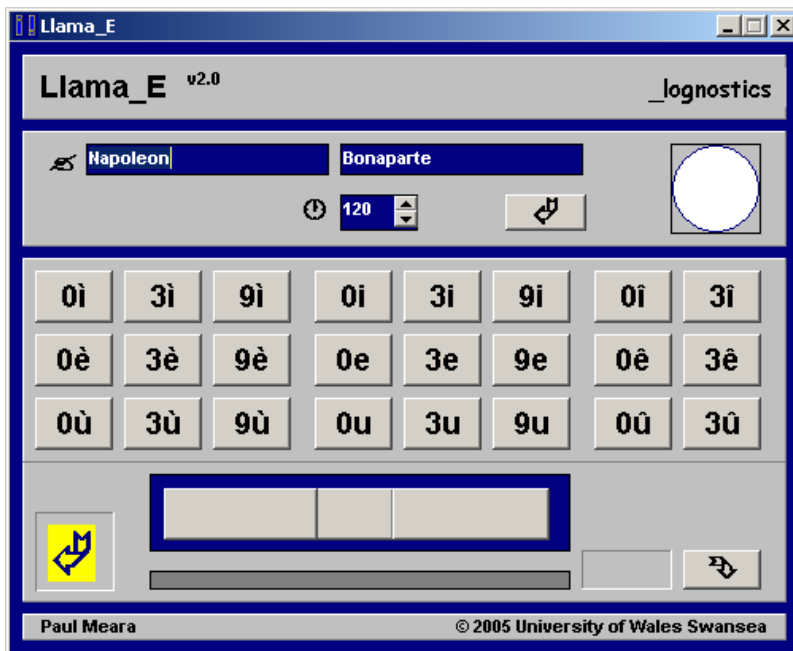 Llama_E
Llama_E v2.0 _lognostics
Napoleon Bonaparte
120
0ì 3ì 9ì 0i 3i 9i 0î 3î
0è 3è 9è 0e 3e 9e 0ê 3ê
0ù 3ù 9ù 0u 3u 9u 0û 3û
Paul Meara © 2005 University of Wales Swansea